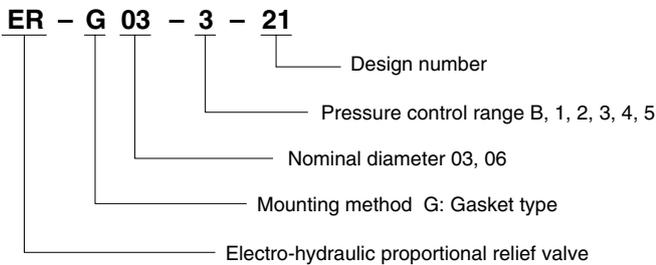 ER – G 03 – 3 – 21
Design number
Pressure control range B, 1, 2, 3, 4, 5
Nominal diameter 03, 06
Mounting method G: Gasket type
Electro-hydraulic proportional relief valve